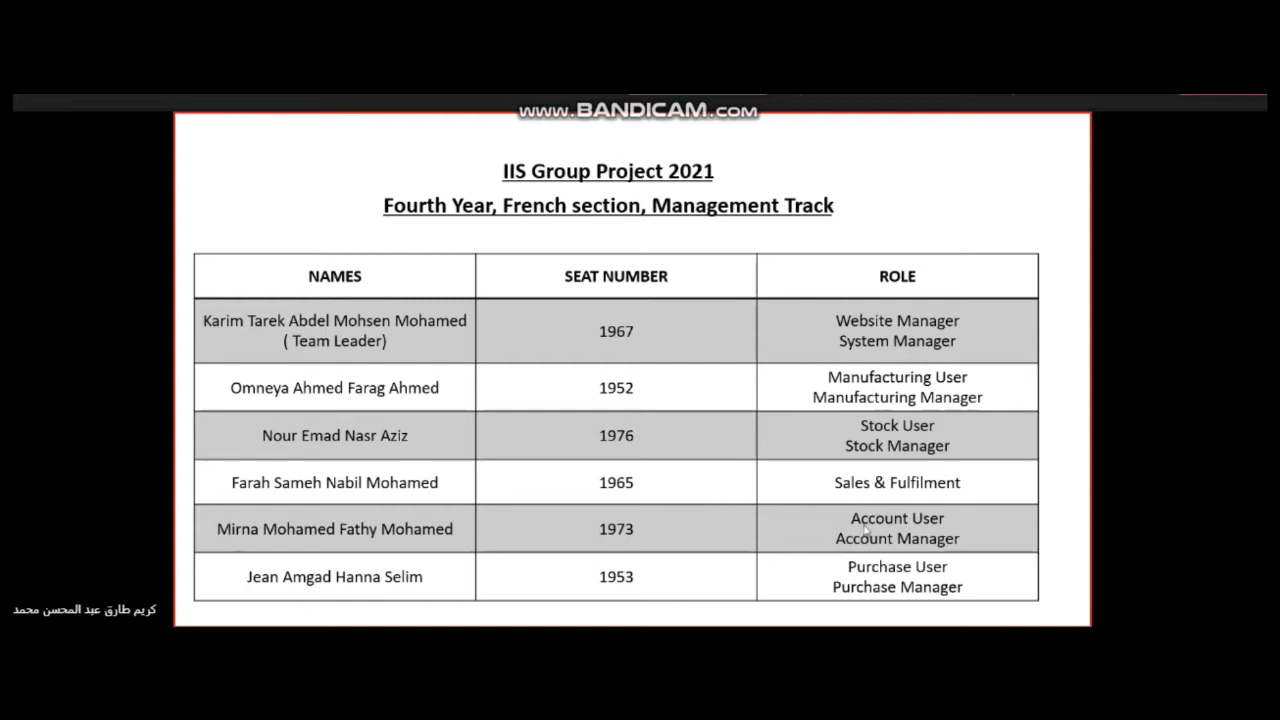 www.BANDICAM.com
IIS Group Project 2021
Fourth Year, French section, Management Track
NAMES SEAT NUMBER ROLE
Karim Tarek Abdel Mohsen Mohamed
( Team Leader)
1967
Website Manager
System Manager
Omneya Ahmed Farag Ahmed
1952
Manufacturing User
Manufacturing Manager
Nour Emad Nasr Aziz
1976
Stock User
Stock Manager
Farah Sameh Nabil Mohamed
1965
Sales & Fulfilment
Mirna Mohamed Fathy Mohamed
1973
Account User
Account Manager
Jean Amgad Hanna Selim
1953
Purchase User
Purchase Manager
كريم طارق عبد المحسن محمد